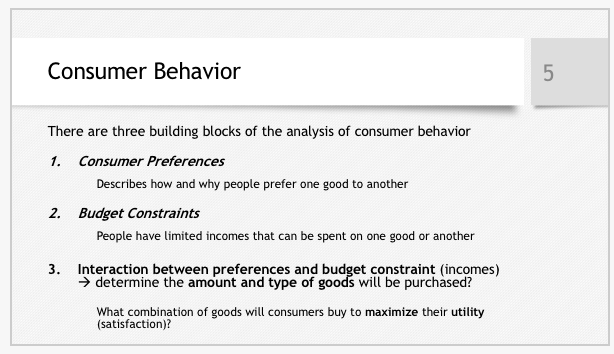 Consumer Behavior
5
There are three building blocks of the analysis of consumer behavior
1. Consumer Preferences
Describes how and why people prefer one good to another
2. Budget Constraints
People have limited incomes that can be spent on one good or another
3. Interaction between preferences and budget constraint (incomes)
→ determine the amount and type of goods will be purchased?
What combination of goods will consumers buy to maximize their utility
(satisfaction)?